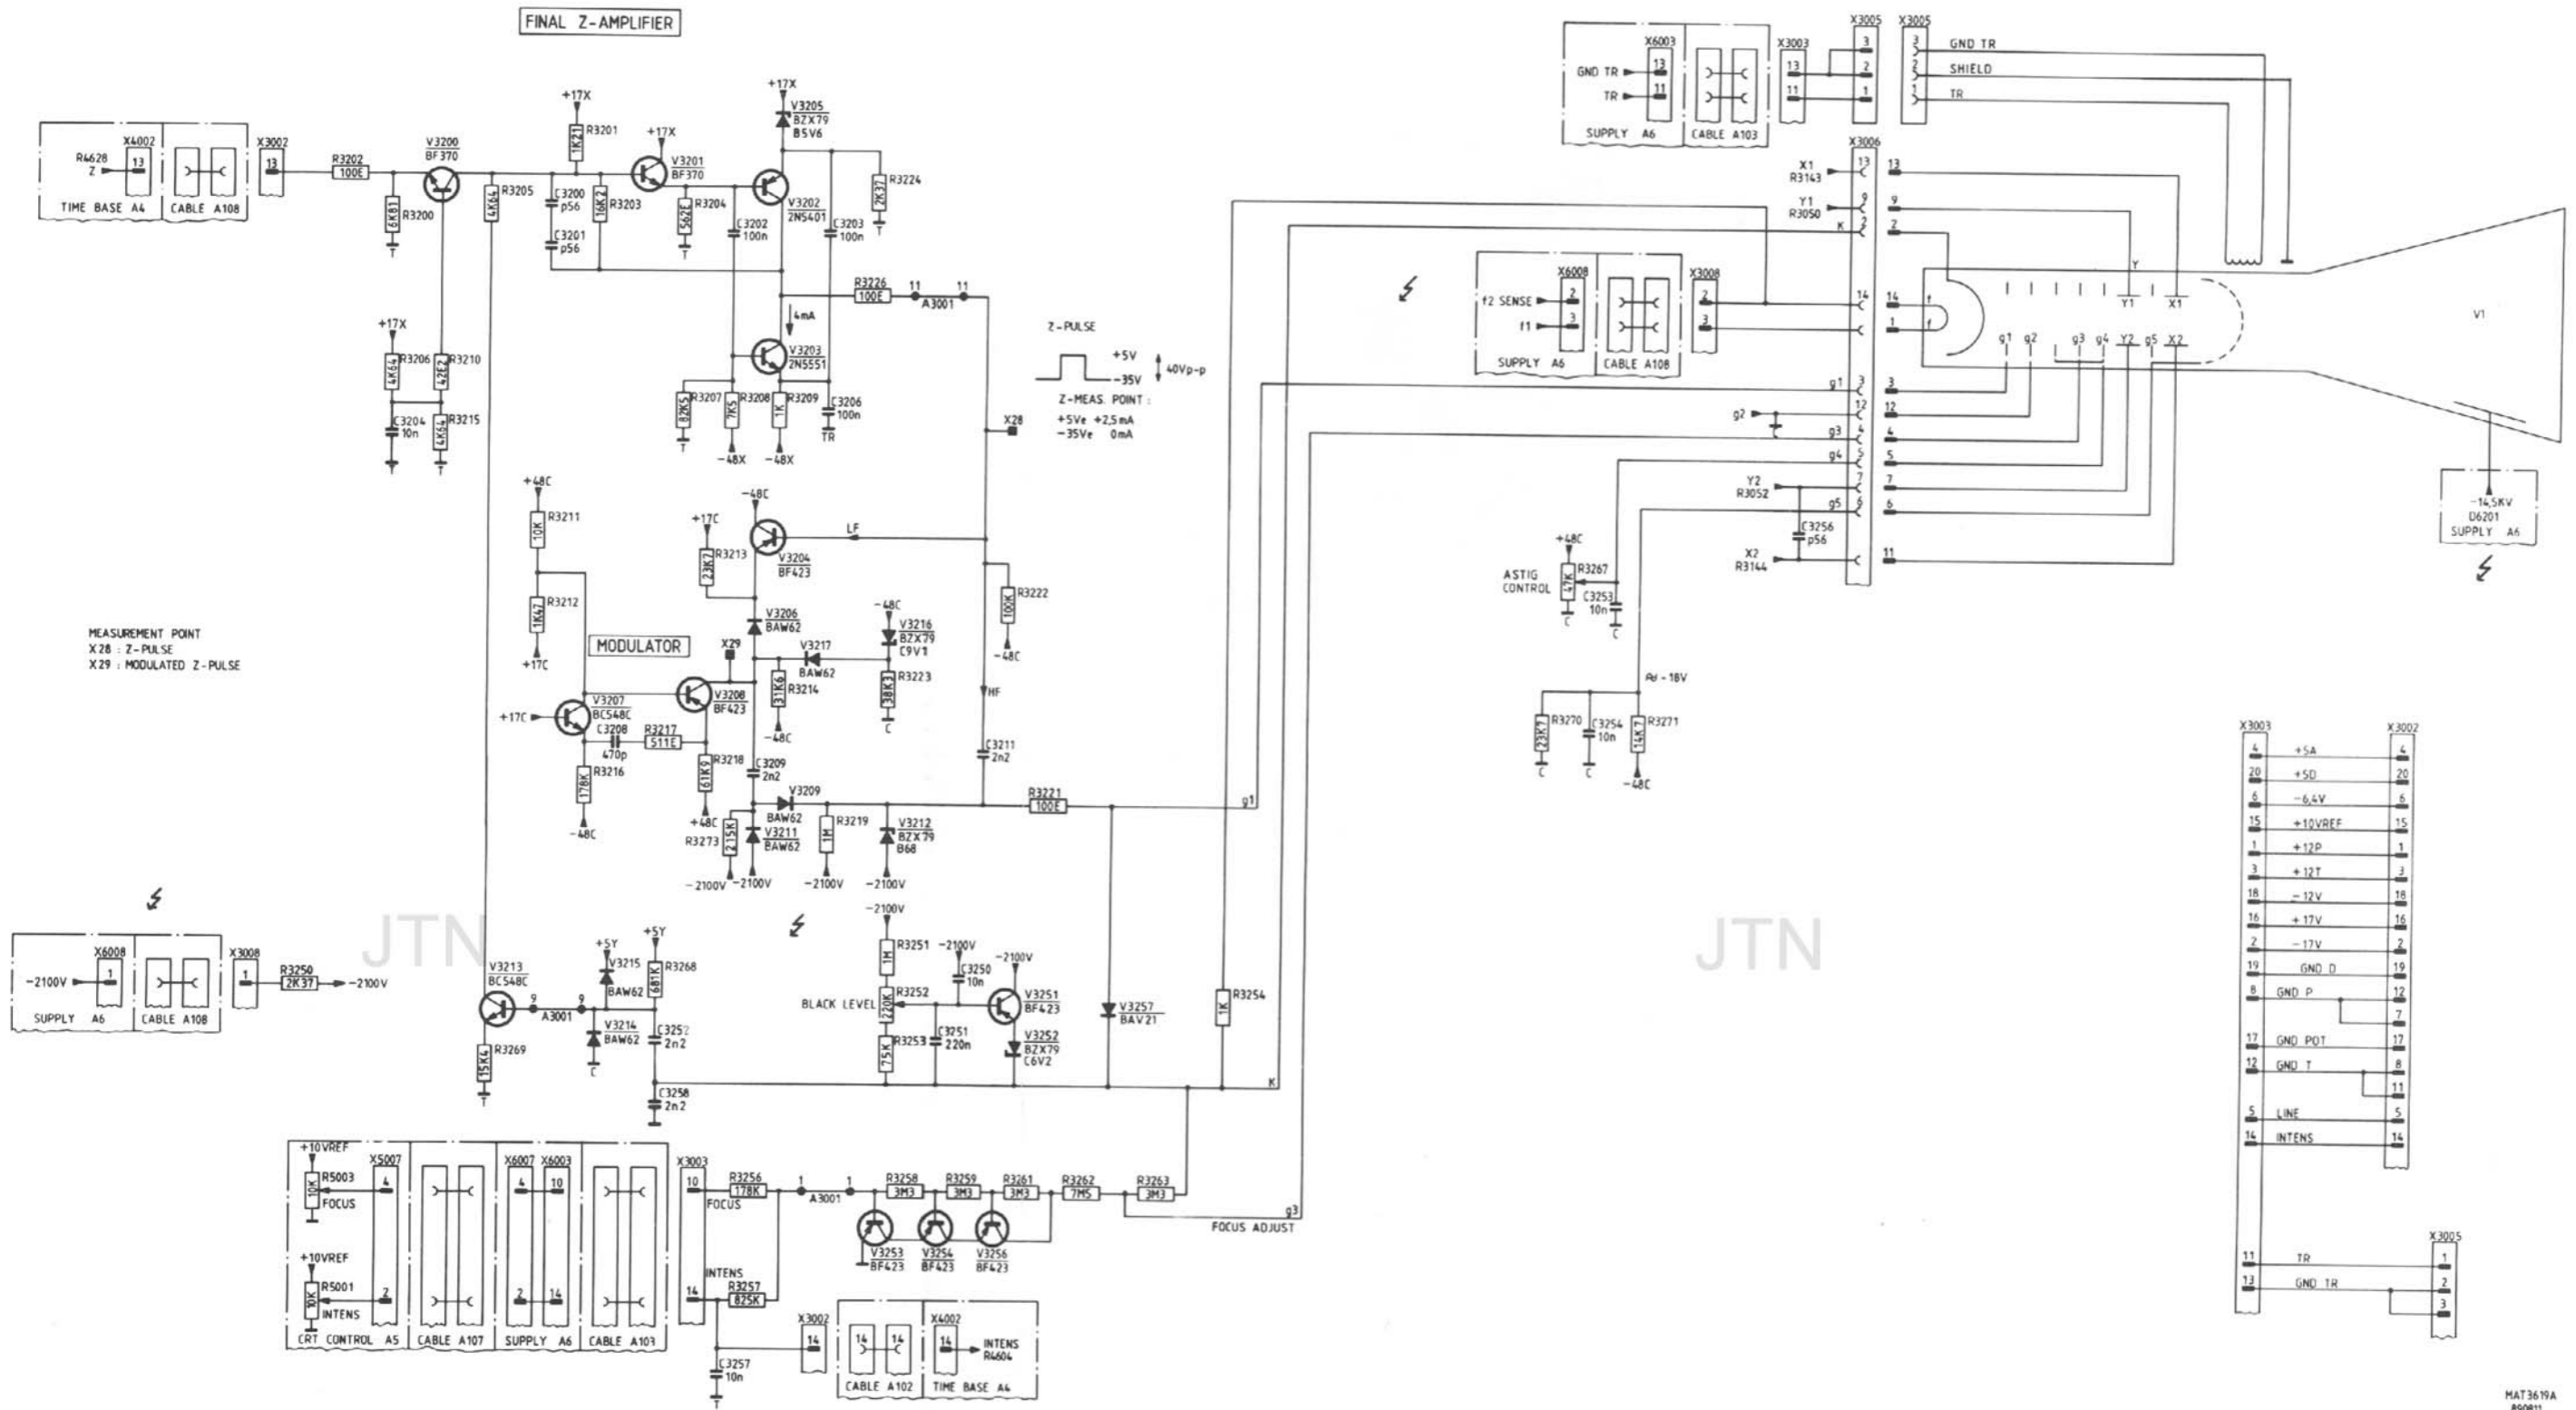 FINAL Z-AMPLIFIER
R4628
Z
X4002
13
TIME BASE A4
CABLE A108
X3002
13
R3202
100E
R3200
6K81
T
V3200
BF370
+17X
R3206
4K64
R3210
42E2
C3204
10n
R3215
4K64
T
T
R3205
4K64
+17X
R3201
1K21
C3200
p56
C3201
p56
R3203
16K2
+17X
V3201
BF370
R3204
562E
T
+17X
V3205
BZX79
B5V6
V3202
2N5401
C3202
100n
C3203
100n
R3224
2K37
T
R3226
100E
11
A3001
11
4mA
V3203
2N5551
R3207
82K5
T
R3208
7K5
-48X
R3209
1K
-48X
C3206
100n
TR
Z-PULSE
+5V
-35V
40Vp-p
Z-MEAS. POINT :
+5Ve +2,5mA
-35Ve 0mA
X28
MEASUREMENT POINT
X28 : Z-PULSE
X29 : MODULATED Z-PULSE
+48C
R3211
10K
R3212
1K47
+17C
MODULATOR
-48C
+17C
R3213
23K7
V3204
BF423
LF
R3222
100K
-48C
V3206
BAW62
X29
V3217
BAW62
-48C
V3216
BZX79
C9V1
R3223
38K3
C
R3214
31K6
-48C
HF
+17C
V3207
BC548C
C3208
470p
R3217
511E
V3208
BF423
R3216
178K
-48C
R3218
61K9
+48C
C3209
2n2
C3211
2n2
V3209
BAW62
R3273
215K
-2100V
V3211
BAW62
-2100V
R3219
1M
-2100V
V3212
BZX79
B68
-2100V
R3221
100E
g1
JTN
JTN
-2100V
X6008
1
SUPPLY A6
CABLE A108
X3008
1
R3250
2K37
-2100V
V3213
BC548C
R3269
15K4
T
9
A3001
9
+5Y
V3215
BAW62
V3214
BAW62
C
+5Y
R3268
681K
C3252
2n2
C3258
2n2
-2100V
R3251
1M
BLACK LEVEL
R3252
220K
R3253
75K
C3251
220n
-2100V
C3250
10n
-2100V
V3251
BF423
V3252
BZX79
C6V2
V3257
BAV21
R3254
1K
K
+10VREF
R5003
10K
FOCUS
X5007
4
+10VREF
R5001
10K
INTENS
2
CRT CONTROL A5
CABLE A107
X6007
X6003
4
10
2
14
SUPPLY A6
CABLE A103
X3003
10
FOCUS
R3256
178K
INTENS
14
R3257
825K
1
A3001
1
R3258
3M3
R3259
3M3
R3261
3M3
R3262
7M5
R3263
3M3
V3253
BF423
V3254
BF423
V3256
BF423
g3
FOCUS ADJUST
C3257
10n
T
X3002
14
14
14
CABLE A102
X4002
14
INTENS
R4604
TIME BASE A4
GND TR
TR
X6003
13
11
SUPPLY A6
CABLE A103
X3003
13
11
X3005
3
2
1
X3005
3
2
1
GND TR
SHIELD
TR
X3006
X1
R3143
13
13
Y1
R3050
9
9
K
2
2
f2 SENSE
f1
X6008
2
3
SUPPLY A6
CABLE A108
X3008
2
3
14
14
1
f
f
g1
3
3
g2
C
12
12
g3
4
4
g4
5
5
Y2
R3052
7
7
g5
6
6
C3256
p56
X2
R3144
11
Y
Y1
X1
g1
g2
g3
g4
Y2
g5
X2
V1
-14,5KV
D6201
SUPPLY A6
+48C
ASTIG
CONTROL
R3267
47K
C
C3253
10n
C
-18V
R3270
23K7
C
C3254
10n
C
R3271
14K7
-48C
X3003
X3002
4 +5A 4
20 +5D 20
6 -6,4V 6
15 +10VREF 15
1 +12P 1
3 +12T 3
18 -12V 18
16 +17V 16
2 -17V 2
19 GND D 19
8 GND P 12
7
17 GND POT 17
12 GND T 8
11
5 LINE 5
14 INTENS 14
X3005
11 TR 1
13 GND TR 2
3
MAT3619A
890811